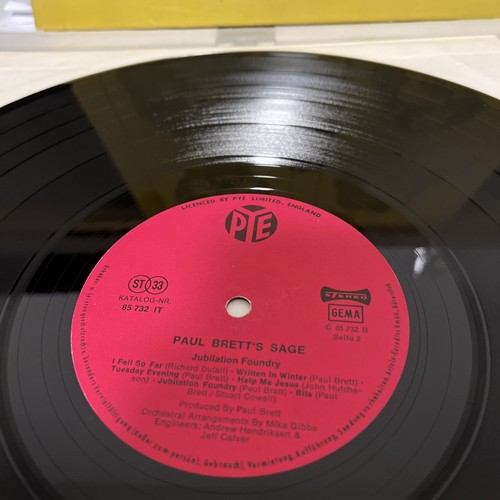 LICENCED BY PYE LIMITED, ENGLAND
PYE
ST 33
KATALOG-NR.
85 732 IT
STEREO
GEMA
C 85 732 B
Seite 2
PAUL BRETT'S SAGE
Jubilation Foundry
I Fell So Far (Richard Dufall) - Written In Winter (Paul Brett) -
Tuesday Evening (Paul Brett) - Help Me Jesus (John Hutche-
son) - Jubilation Foundry (Paul Brett) - Bits (Paul
Brett / Stuart Cowell)
Produced By Paul Brett
Orchestral Arrangements By Mike Gibbs
Engineers: Andrew Hendriksen &
Jeff Calver